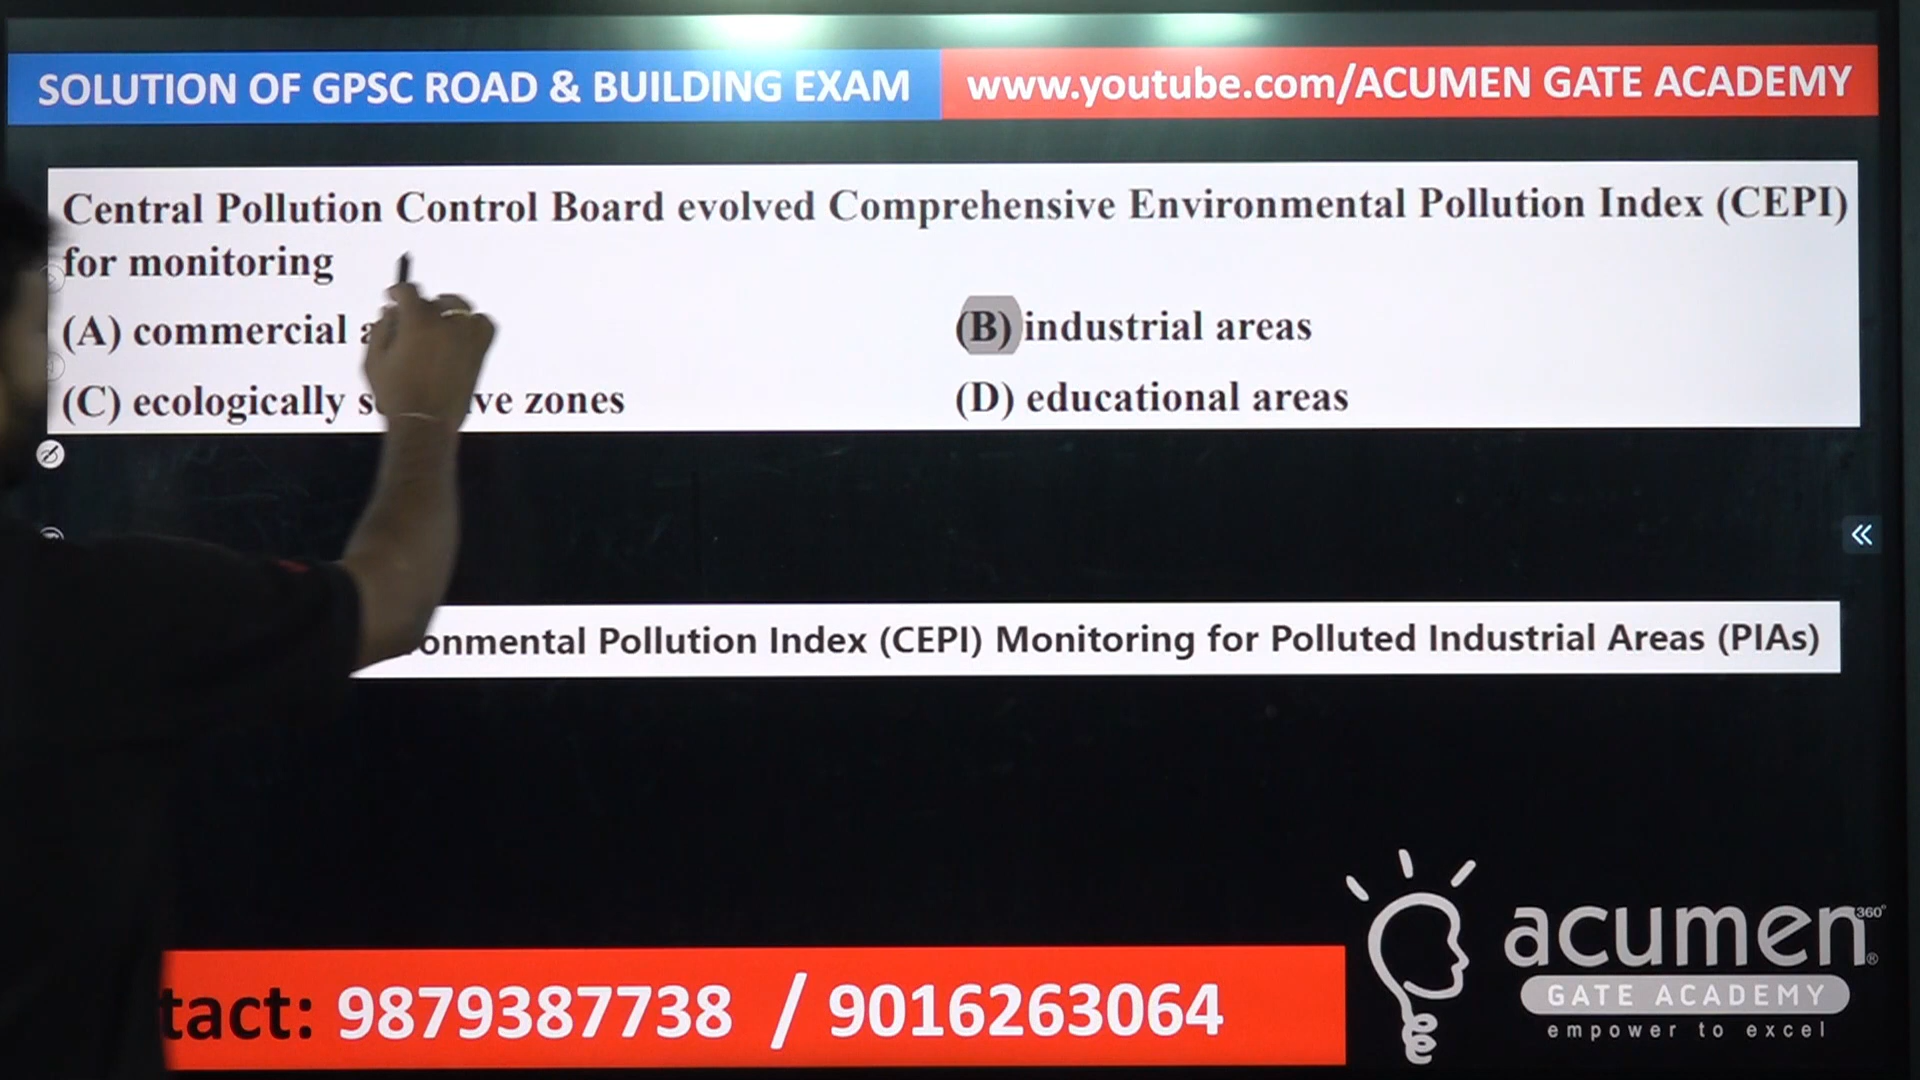 SOLUTION OF GPSC ROAD & BUILDING EXAM
www.youtube.com/ACUMEN GATE ACADEMY
Central Pollution Control Board evolved Comprehensive Environmental Pollution Index (CEPI)
for monitoring
(A) commercial
(B) industrial areas
(C) ecologically zones
(D) educational areas
Pollution Index (CEPI) Monitoring for Polluted Industrial Areas (PIAs)
tact: 9879387738 / 9016263064
acumen 360° ®
GATE ACADEMY
empower to excel